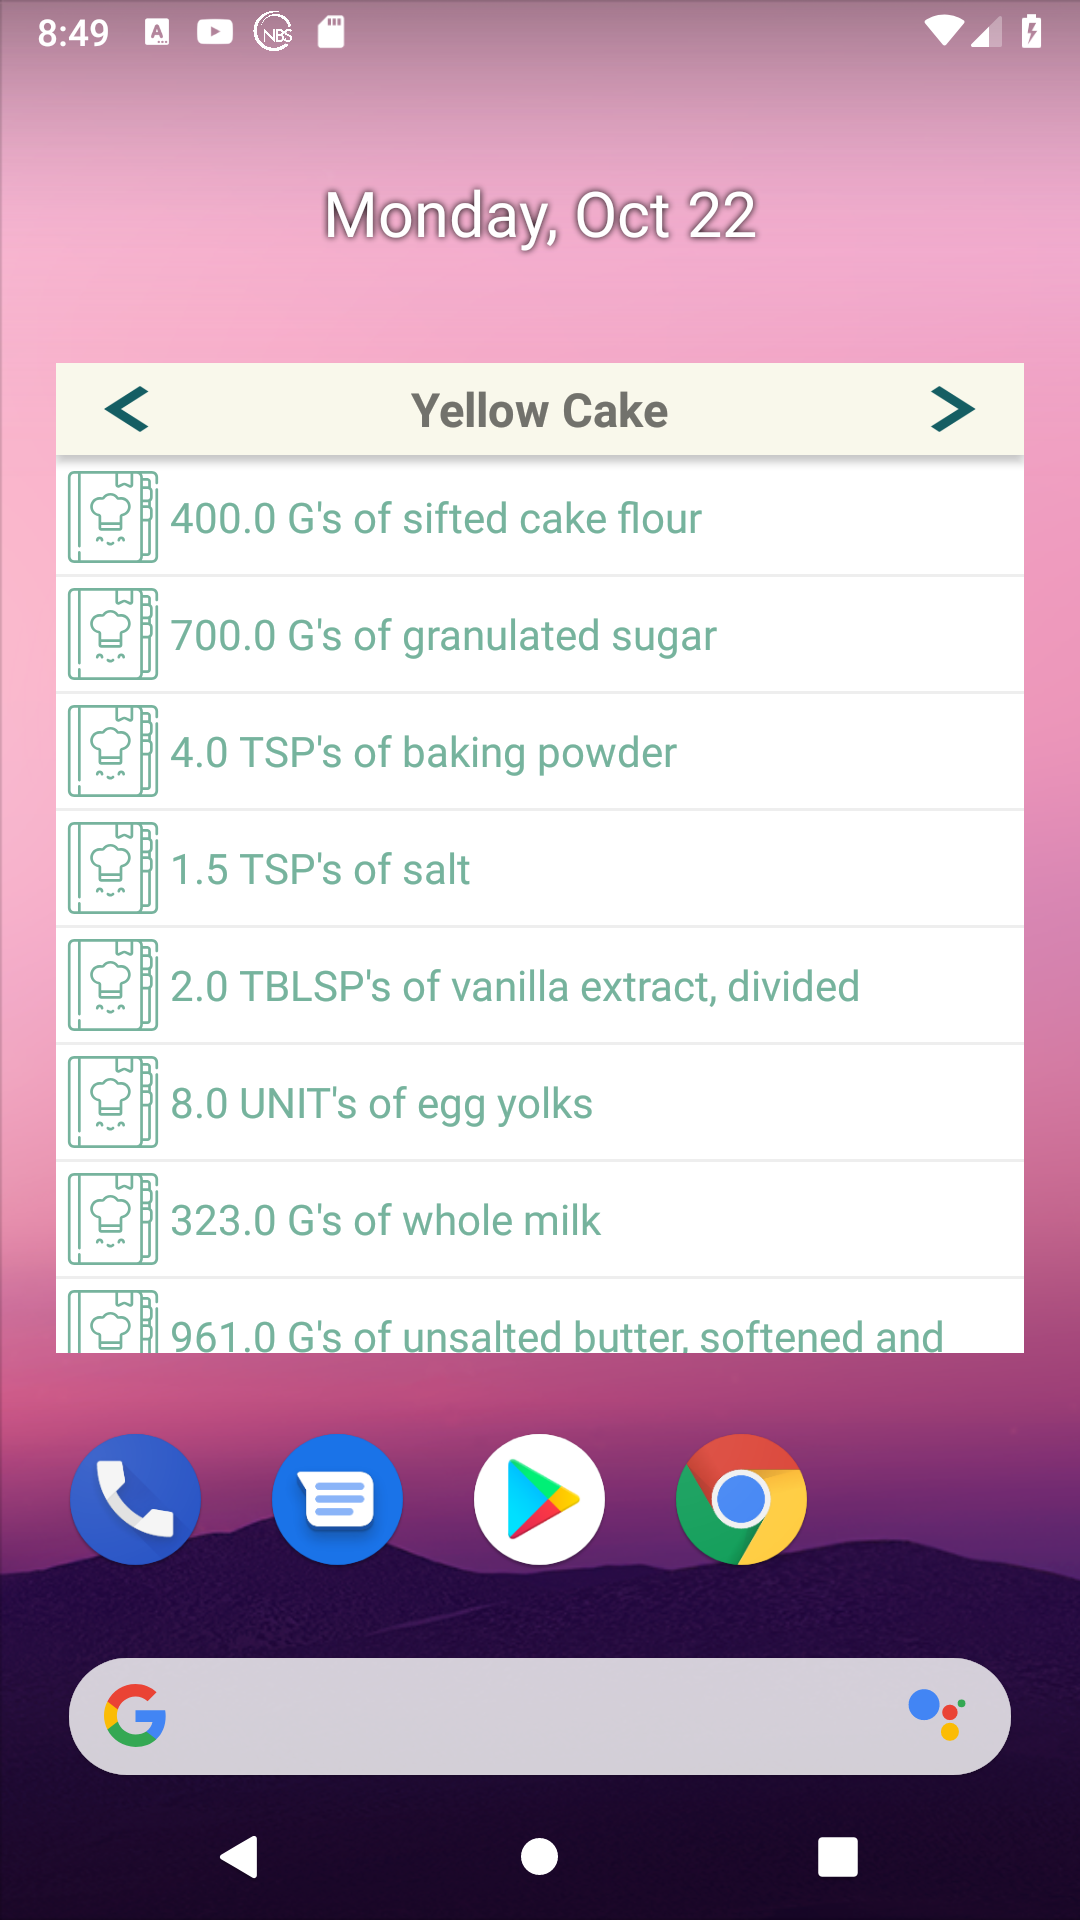 8:49
NBS
Monday, Oct 22
Yellow Cake
400.0 G's of sifted cake flour
700.0 G's of granulated sugar
4.0 TSP's of baking powder
1.5 TSP's of salt
2.0 TBLSP's of vanilla extract, divided
8.0 UNIT's of egg yolks
323.0 G's of whole milk
961.0 G's of unsalted butter, softened and